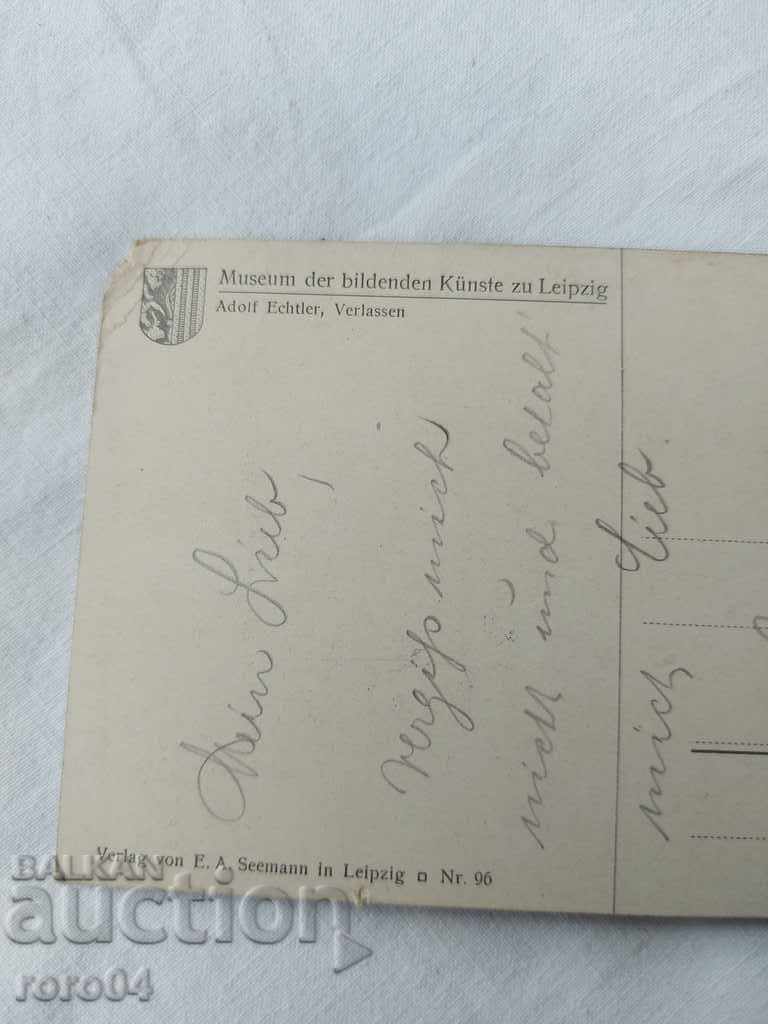 Museum der bildenden Künste zu Leipzig
Adolf Echtler, Verlassen
Mein Lieb,
vergiß mich
nicht und behalt
mich Lieb.
Verlag von E. A. Seemann in Leipzig ◻ Nr. 96
BALKAN
auction
roro04